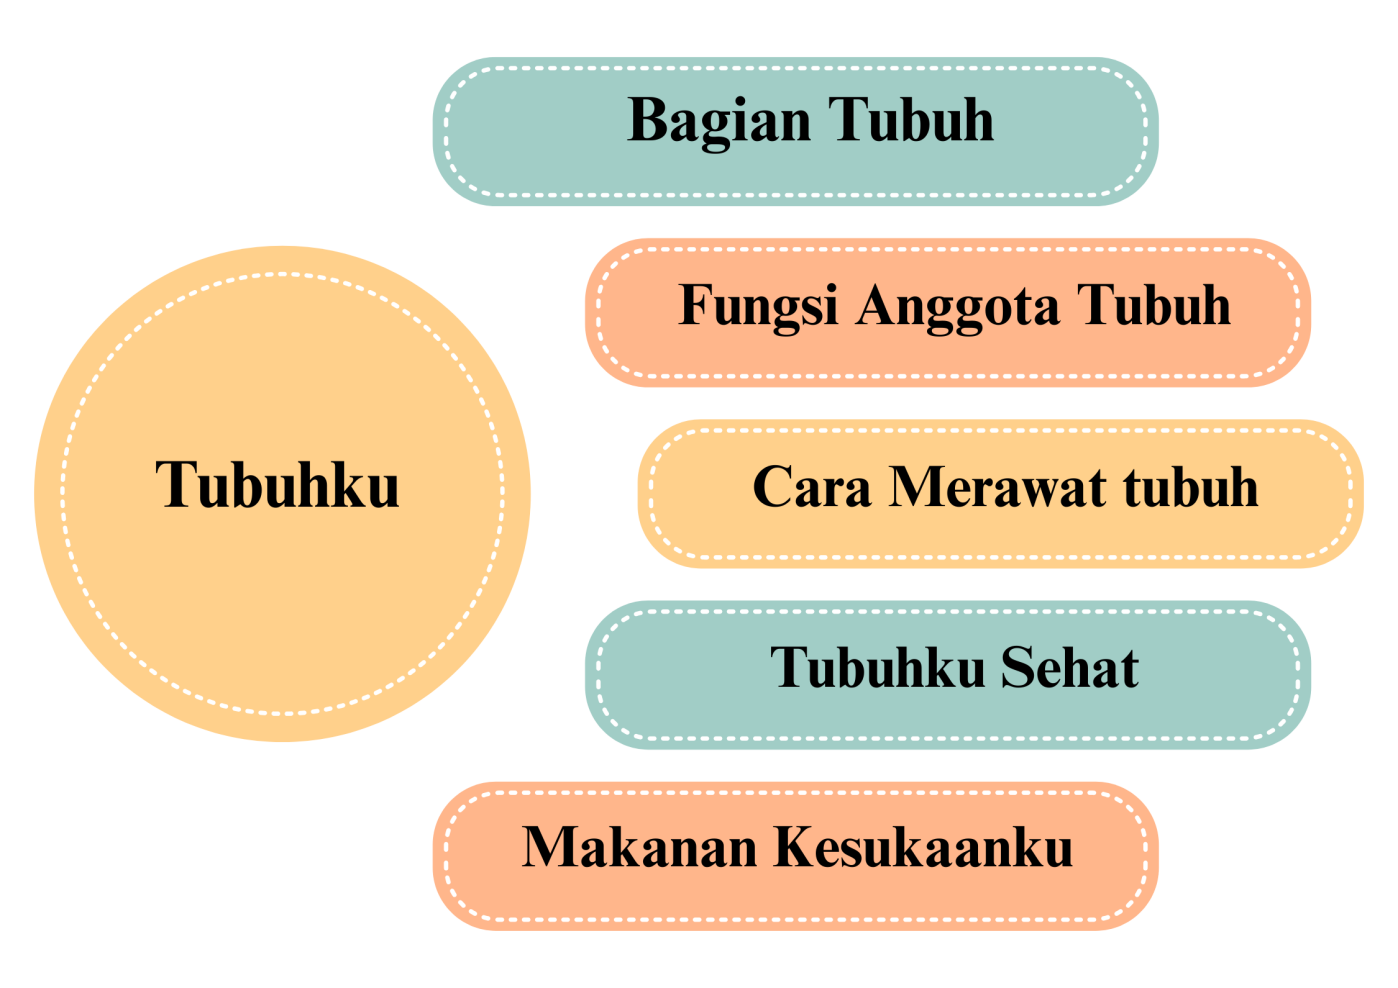 Bagian Tubuh
Fungsi Anggota Tubuh
Tubuhku
Cara Merawat tubuh
Tubuhku Sehat
Makanan Kesukaanku